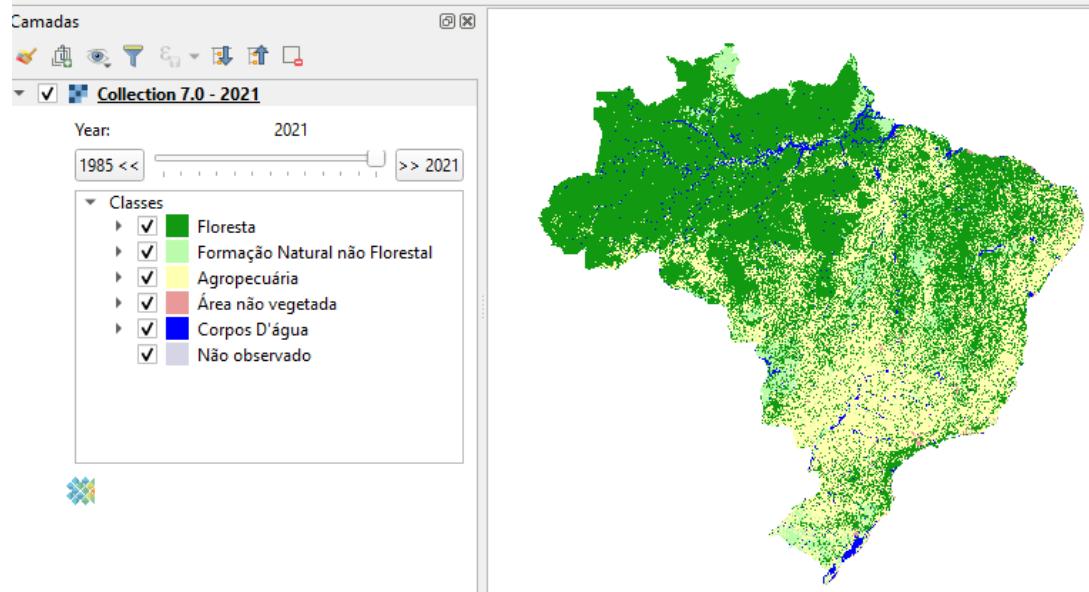 Camadas
Collection 7.0 - 2021
Year: 2021
1985 << >> 2021
Classes
Floresta
Formação Natural não Florestal
Agropecuária
Área não vegetada
Corpos D'água
Não observado